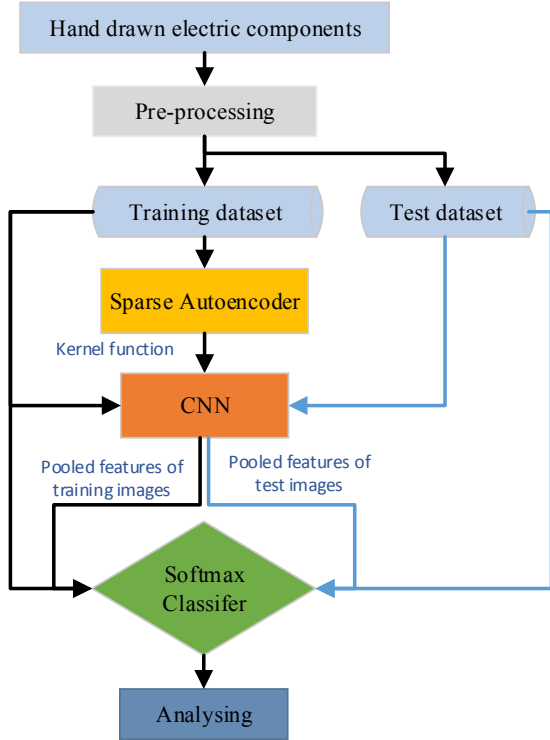 Hand drawn electric components
Pre-processing
Training dataset
Test dataset
Sparse Autoencoder
Kernel function
CNN
Pooled features of
training images
Pooled features of
test images
Softmax
Classifer
Analysing